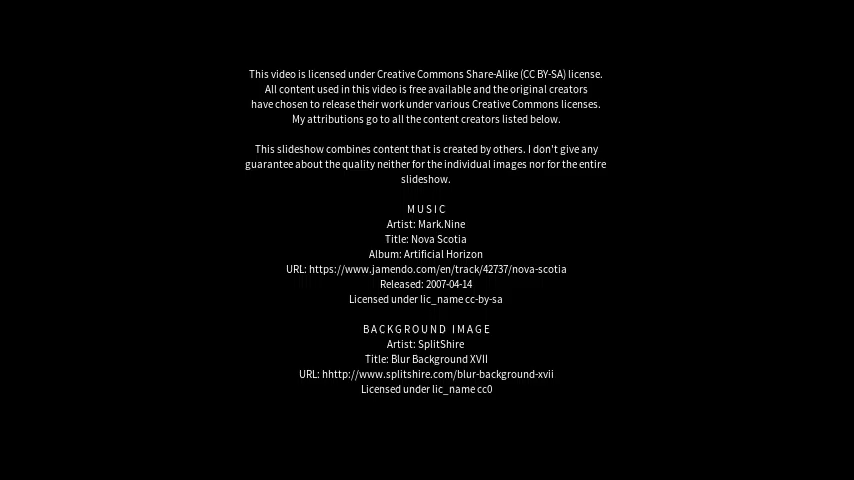 This video is licensed under Creative Commons Share-Alike (CC BY-SA) license.
All content used in this video is free available and the original creators
have chosen to release their work under various Creative Commons licenses.
My attributions go to all the content creators listed below.
This slideshow combines content that is created by others. I don't give any
guarantee about the quality neither for the individual images nor for the entire
slideshow.
MUSIC
Artist: Mark.Nine
Title: Nova Scotia
Album: Artificial Horizon
URL: https://www.jamendo.com/en/track/42737/nova-scotia
Released: 2007-04-14
Licensed under lic_name cc-by-sa
BACKGROUND IMAGE
Artist: SplitShire
Title: Blur Background XVII
URL: hhttp://www.splitshire.com/blur-background-xvii
Licensed under lic_name cc0